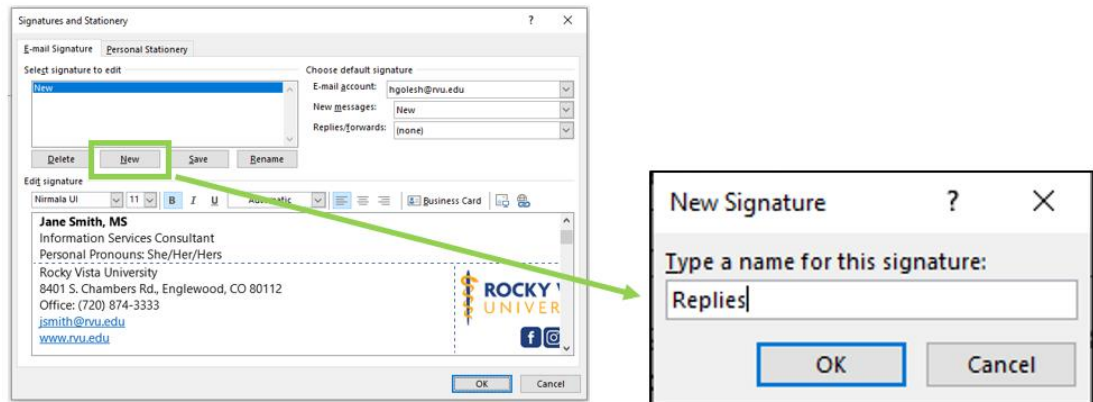 Signatures and Stationery ? ×
E-mail Signature Personal Stationery
Select signature to edit Choose default signature
New E-mail account: hgolesh@rvu.edu
New messages: New
Replies/forwards: (none)
Delete New Save Rename
Edit signature
Nirmala UI 11 B I U Automatic Business Card
Jane Smith, MS
Information Services Consultant
Personal Pronouns: She/Her/Hers
Rocky Vista University
8401 S. Chambers Rd., Englewood, CO 80112
Office: (720) 874-3333
jsmith@rvu.edu
www.rvu.edu
ROCKY V
UNIVER
f
OK Cancel
New Signature ? ×
Type a name for this signature:
Replies
OK Cancel